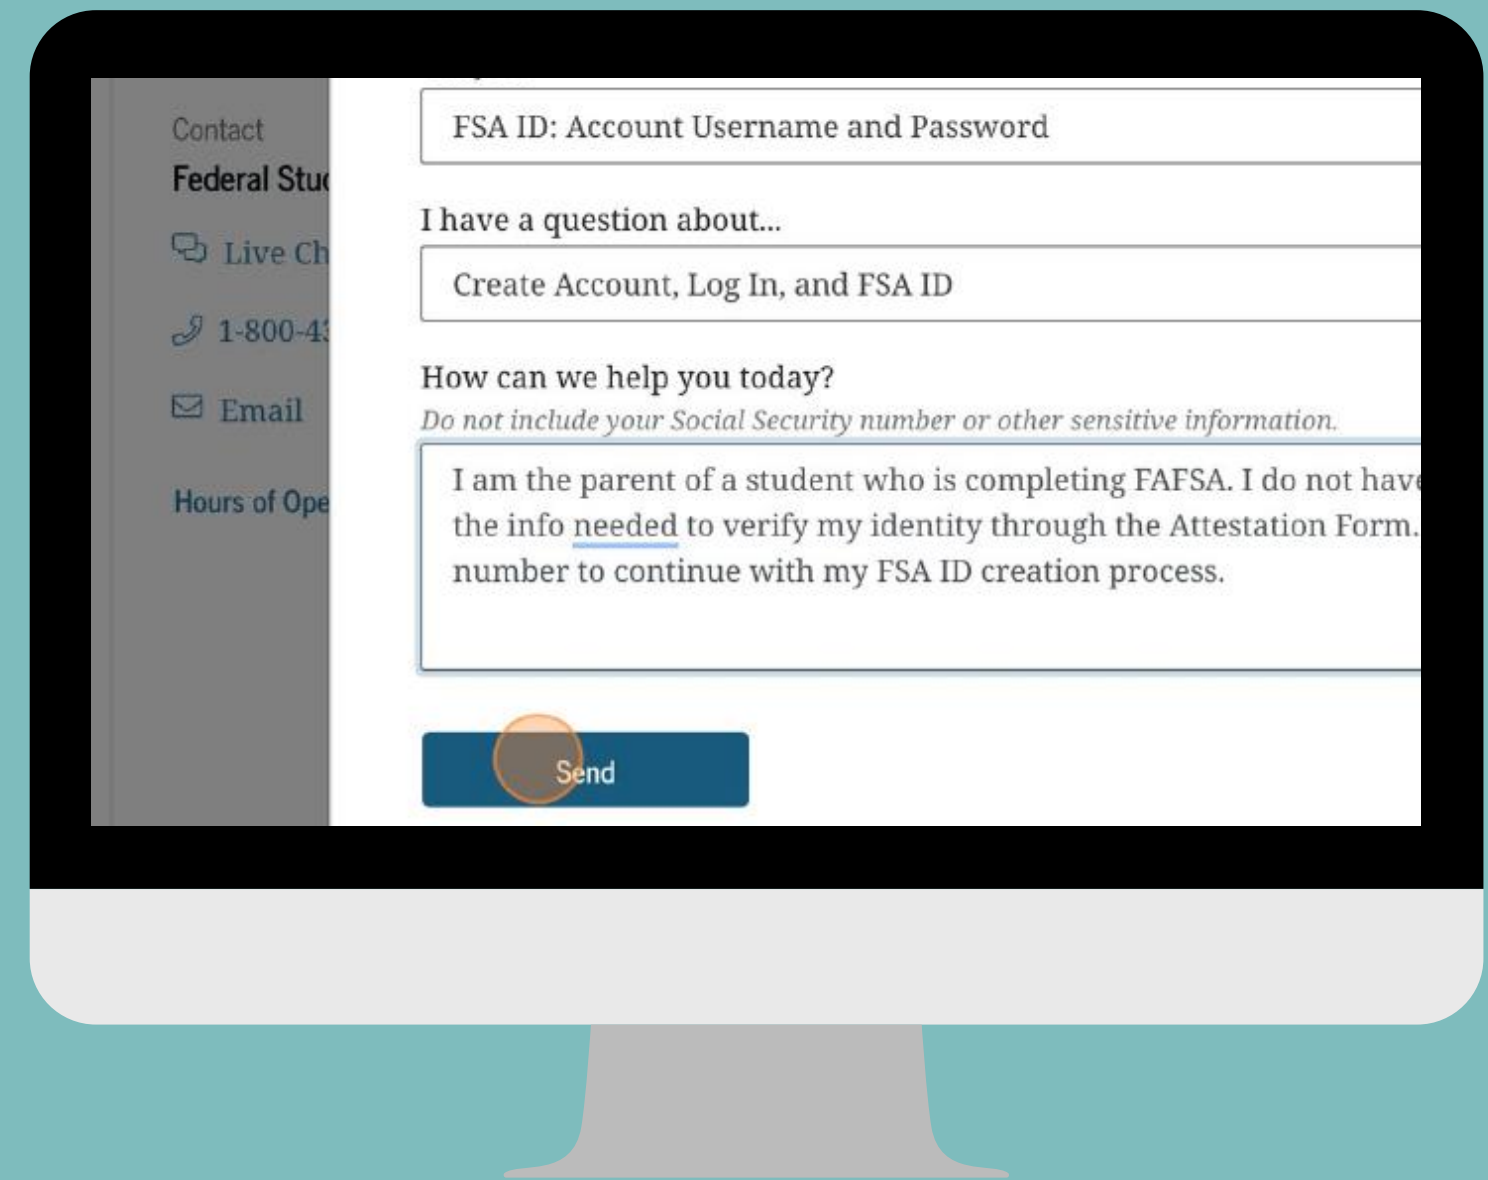 Contact
Federal Stu
Live Ch
1-800-43
Email
Hours of Ope
FSA ID: Account Username and Password
I have a question about...
Create Account, Log In, and FSA ID
How can we help you today?
Do not include your Social Security number or other sensitive information.
I am the parent of a student who is completing FAFSA. I do not have
the info needed to verify my identity through the Attestation Form.
number to continue with my FSA ID creation process.
Send